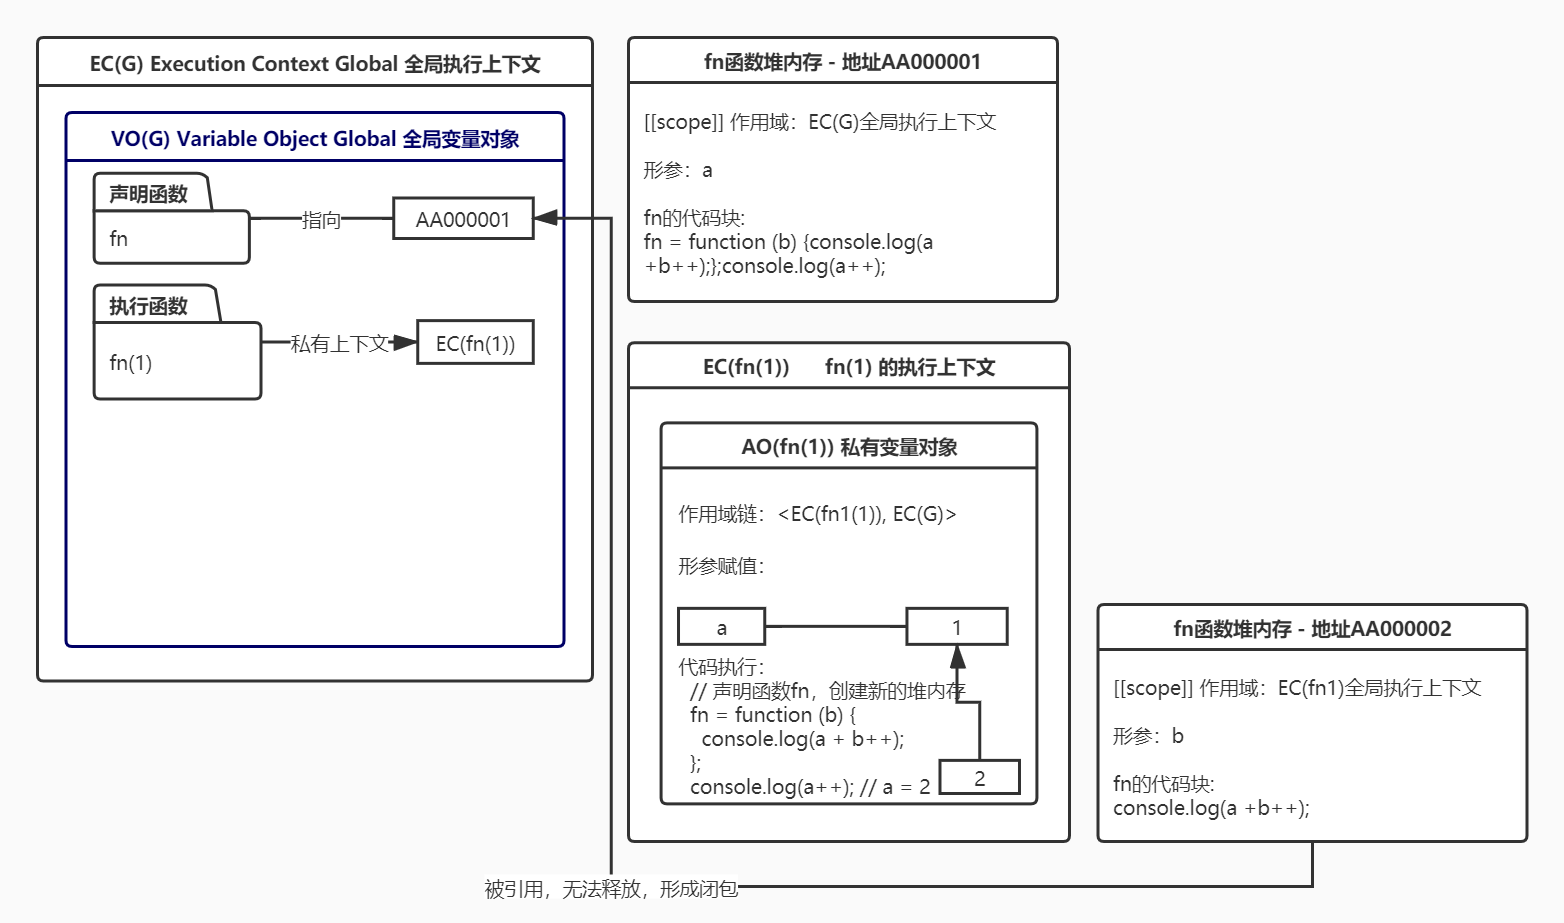 EC(G) Execution Context Global 全局执行上下文
VO(G) Variable Object Global 全局变量对象
声明函数
fn
指向
AA000001
执行函数
fn(1)
私有上下文
EC(fn(1))
fn函数堆内存 - 地址AA000001
[[scope]] 作用域：EC(G)全局执行上下文
形参：a
fn的代码块:
fn = function (b) {console.log(a
+b++);};console.log(a++);
EC(fn(1)) fn(1) 的执行上下文
AO(fn(1)) 私有变量对象
作用域链：<EC(fn1(1)), EC(G)>
形参赋值：
a
1
代码执行：
// 声明函数fn，创建新的堆内存
fn = function (b) {
console.log(a + b++);
};
console.log(a++); // a = 2
2
fn函数堆内存 - 地址AA000002
[[scope]] 作用域：EC(fn1)全局执行上下文
形参：b
fn的代码块:
console.log(a +b++);
被引用，无法释放，形成闭包